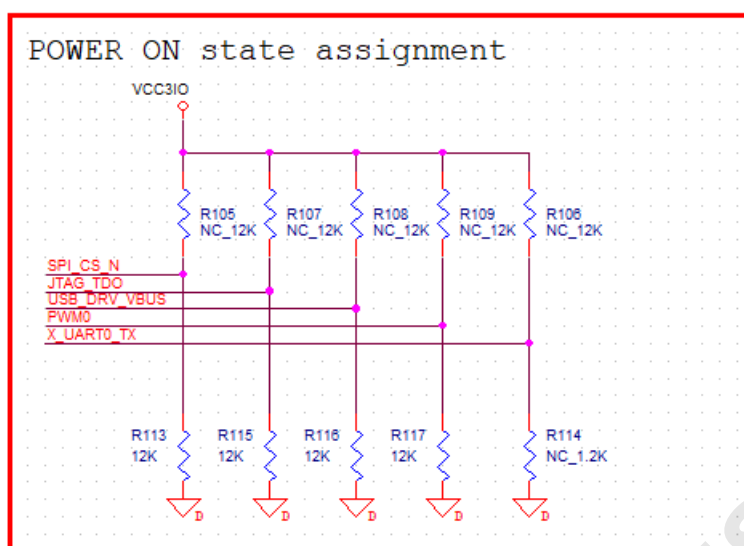 POWER ON state assignment
VCC3IO
R105
NC_12K
R107
NC_12K
R108
NC_12K
R109
NC_12K
R106
NC_12K
SPI_CS_N
JTAG_TDO
USB_DRV_VBUS
PWM0
X_UART0_TX
R113
12K
R115
12K
R116
12K
R117
12K
R114
NC_1.2K
D
D
D
D
D